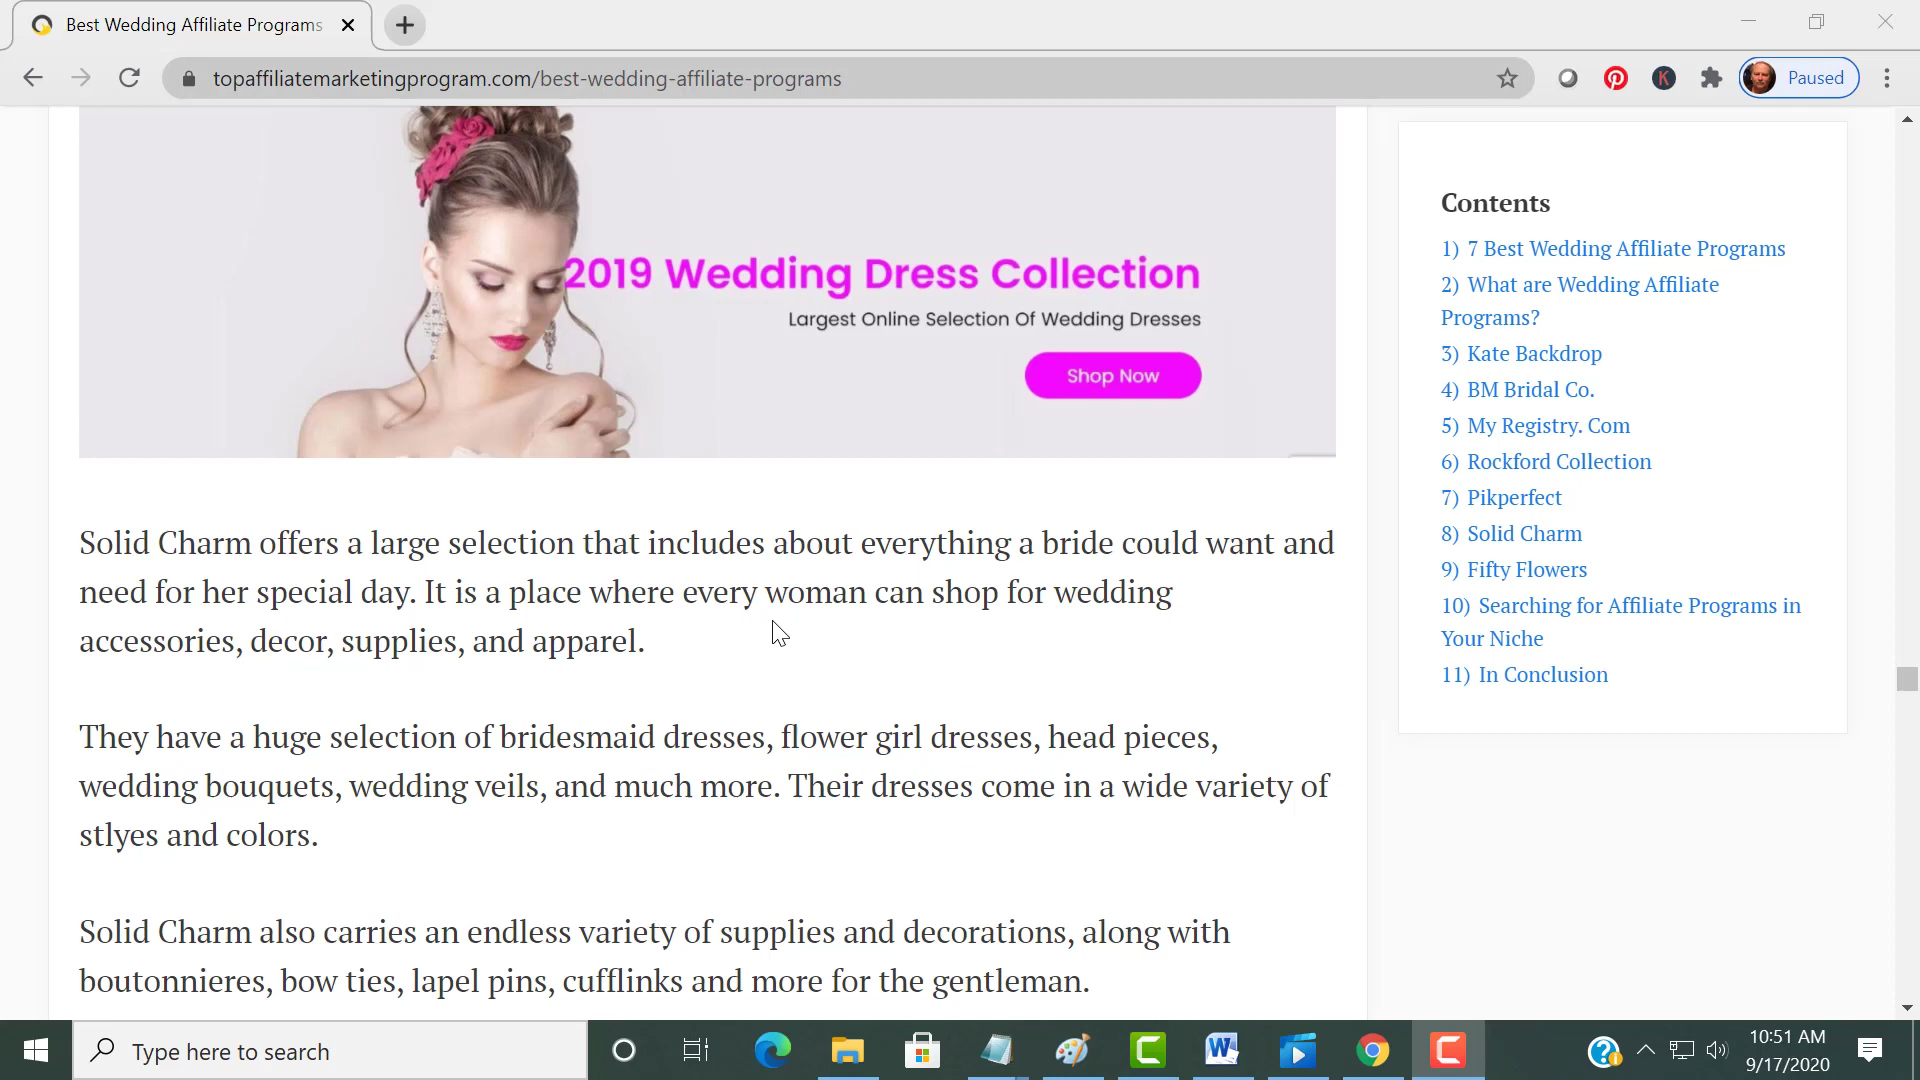 Best Wedding Affiliate Programs
topaffiliatemarketingprogram.com/best-wedding-affiliate-programs
K
Paused
2019 Wedding Dress Collection
Largest Online Selection Of Wedding Dresses
Shop Now
Solid Charm offers a large selection that includes about everything a bride could want and
need for her special day. It is a place where every woman can shop for wedding
accessories, decor, supplies, and apparel.
They have a huge selection of bridesmaid dresses, flower girl dresses, head pieces,
wedding bouquets, wedding veils, and much more. Their dresses come in a wide variety of
stlyes and colors.
Solid Charm also carries an endless variety of supplies and decorations, along with
boutonnieres, bow ties, lapel pins, cufflinks and more for the gentleman.
Contents
1) 7 Best Wedding Affiliate Programs
2) What are Wedding Affiliate
Programs?
3) Kate Backdrop
4) BM Bridal Co.
5) My Registry. Com
6) Rockford Collection
7) Pikperfect
8) Solid Charm
9) Fifty Flowers
10) Searching for Affiliate Programs in
Your Niche
11) In Conclusion
Type here to search
10:51 AM
9/17/2020